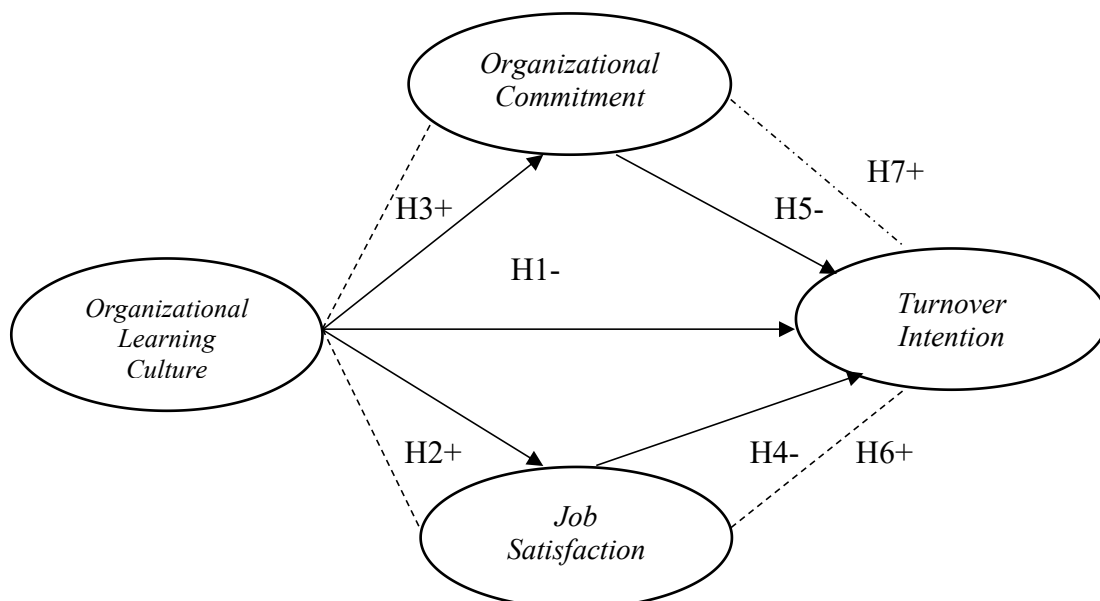 Organizational
Commitment
H7+
H3+
H5-
H1-
Organizational
Learning
Culture
Turnover
Intention
H2+
H4-
H6+
Job
Satisfaction